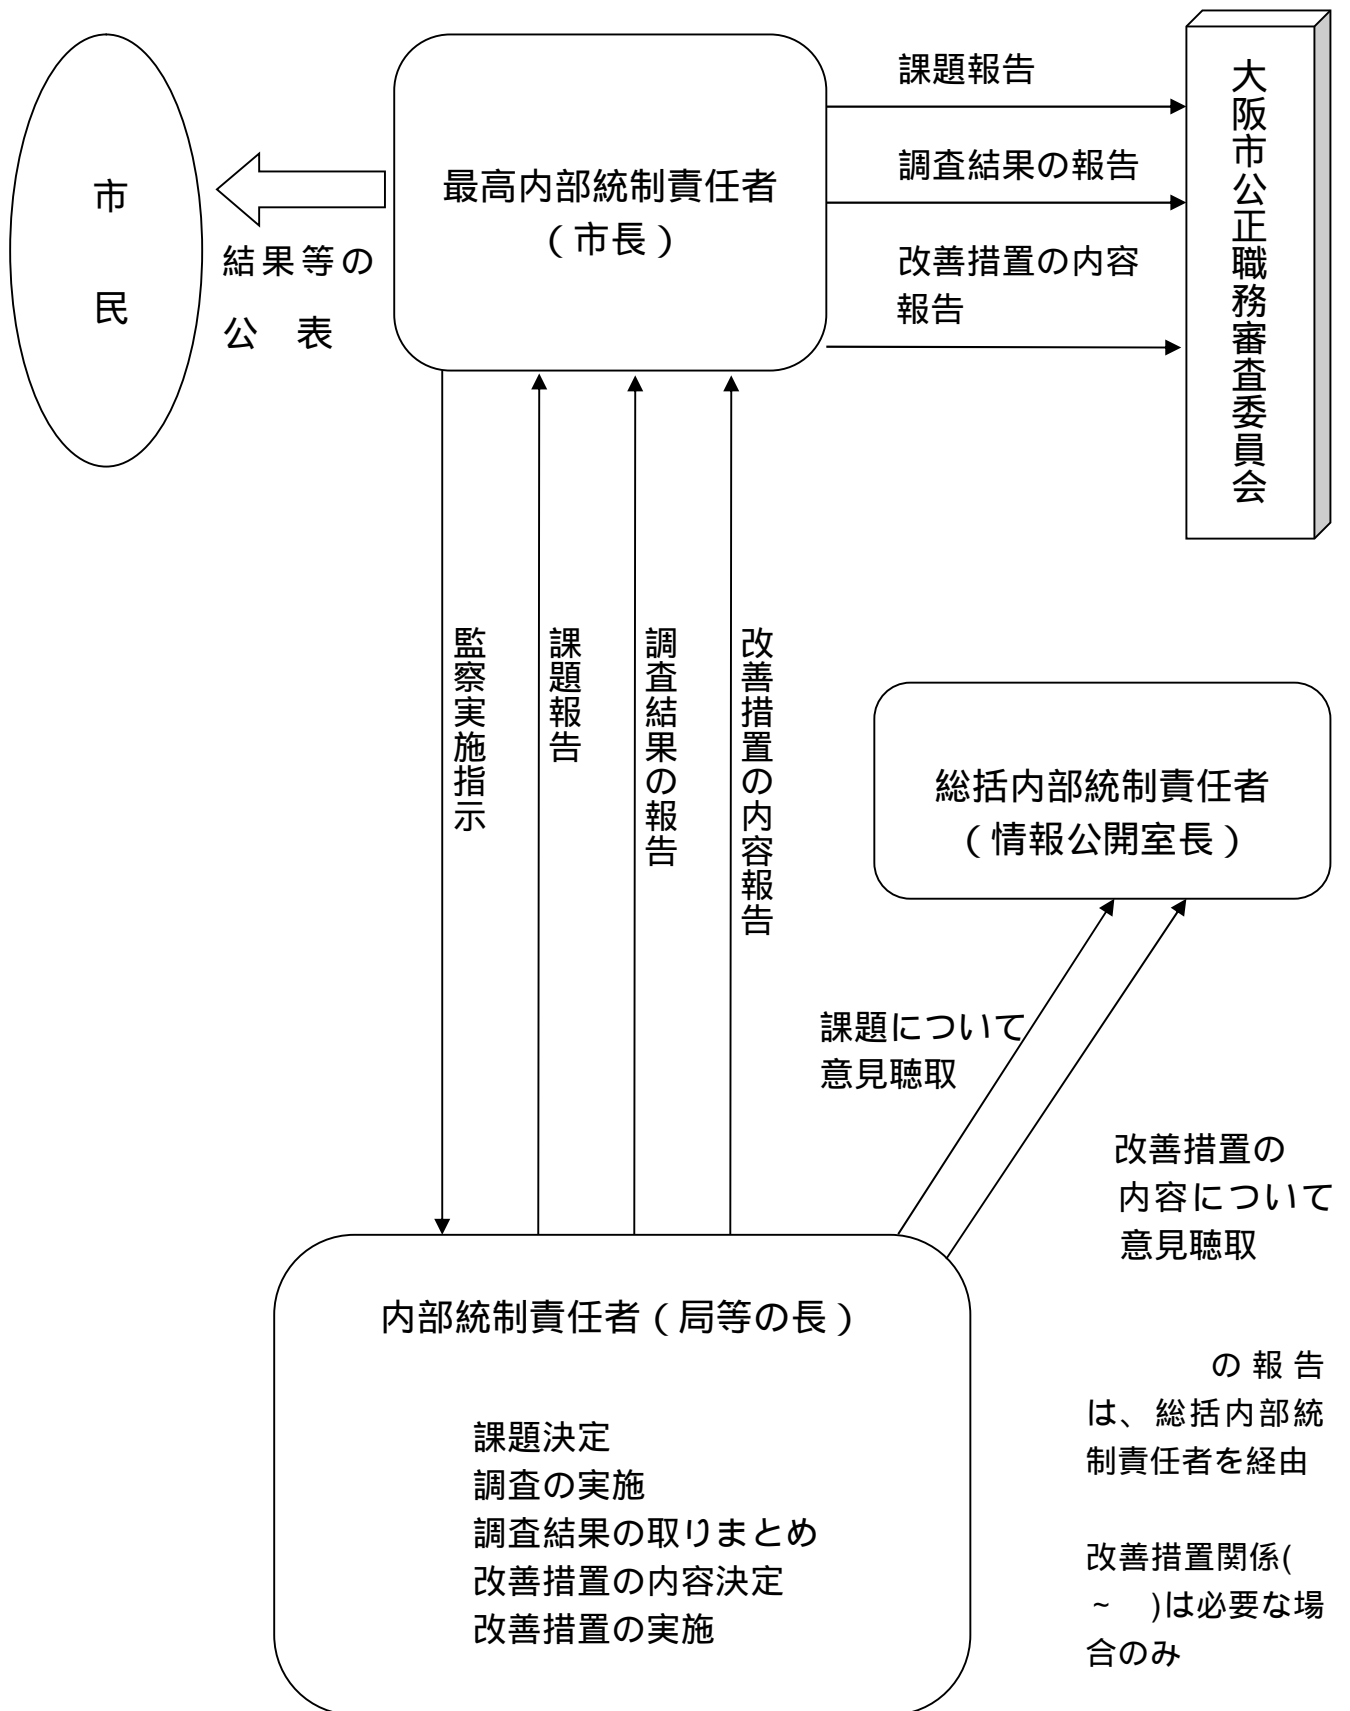 市
民
結果等の
公 表
最高内部統制責任者
(市長)
課題報告
調査結果の報告
改善措置の内容
報告
大阪市公正職務審査委員会
監察実施指示
課題報告
調査結果の報告
改善措置の内容報告
総括内部統制責任者
(情報公開室長)
課題について
意見聴取
改善措置の
内容について
意見聴取
内部統制責任者(局等の長)
課題決定
調査の実施
調査結果の取りまとめ
改善措置の内容決定
改善措置の実施
の報告
は、総括内部統
制責任者を経由
改善措置関係(
~ )は必要な場
合のみ